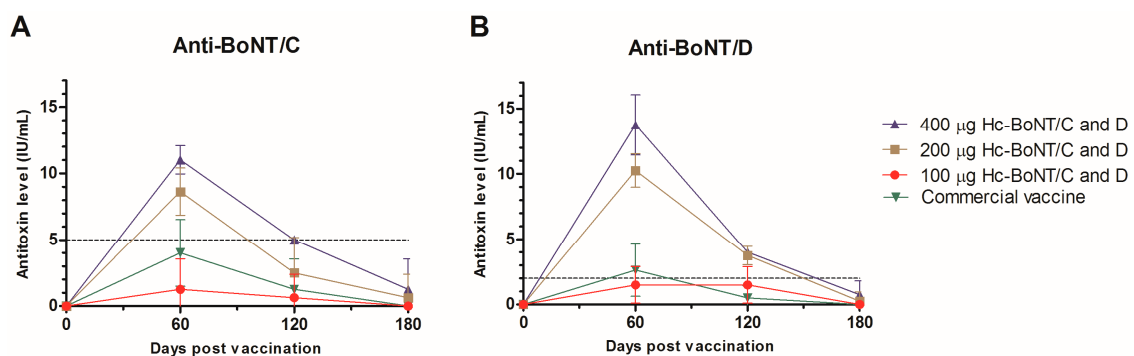 A
Anti-BoNT/C
Antitoxin level (IU/mL)
15
10
5
0
0 60 120 180
Days post vaccination
B
Anti-BoNT/D
Antitoxin level (IU/mL)
15
10
5
0
0 60 120 180
Days post vaccination
400 μg Hc-BoNT/C and D
200 μg Hc-BoNT/C and D
100 μg Hc-BoNT/C and D
Commercial vaccine